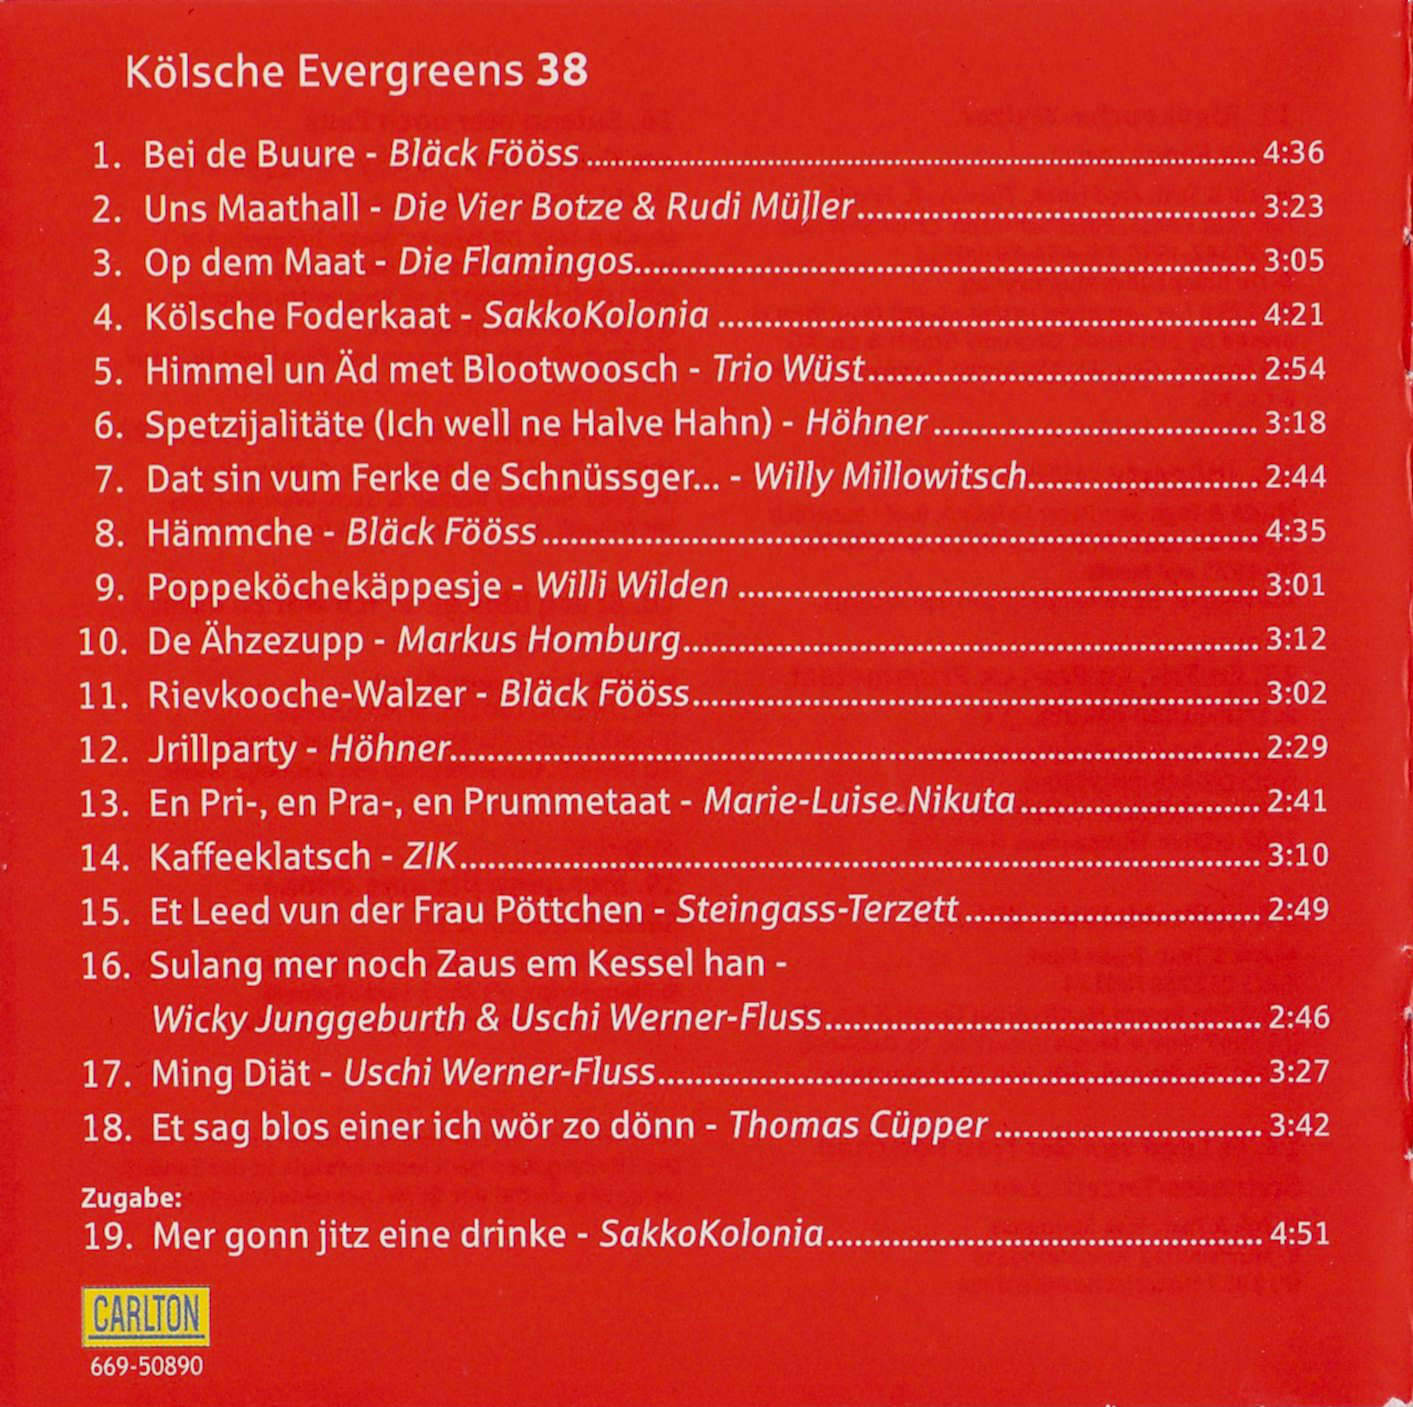 Kölsche Evergreens 38
1. Bei de Buure - Bläck Fööss ........ 4:36
2. Uns Maathall - Die Vier Botze & Rudi Müller........ 3:23
3. Op dem Maat - Die Flamingos........ 3:05
4. Kölsche Foderkaat - SakkoKolonia ........ 4:21
5. Himmel un Äd met Blootwoosch - Trio Wüst........ 2:54
6. Spetzijalitäte (Ich well ne Halve Hahn) - Höhner ........ 3:18
7. Dat sin vum Ferke de Schnüssger... - Willy Millowitsch........ 2:44
8. Hämmche - Bläck Fööss ........ 4:35
9. Poppeköchekäppesje - Willi Wilden ........ 3:01
10. De Ähzezupp - Markus Homburg........ 3:12
11. Rievkooche-Walzer - Bläck Fööss........ 3:02
12. Jrillparty - Höhner........ 2:29
13. En Pri-, en Pra-, en Prummetaat - Marie-Luise Nikuta ........ 2:41
14. Kaffeeklatsch - ZIK........ 3:10
15. Et Leed vun der Frau Pöttchen - Steingass-Terzett ........ 2:49
16. Sulang mer noch Zaus em Kessel han -
Wicky Junggeburth & Uschi Werner-Fluss........ 2:46
17. Ming Diät - Uschi Werner-Fluss........ 3:27
18. Et sag blos einer ich wör zo dönn - Thomas Cüpper ........ 3:42
Zugabe:
19. Mer gonn jitz eine drinke - SakkoKolonia........ 4:51
CARLTON
669-50890